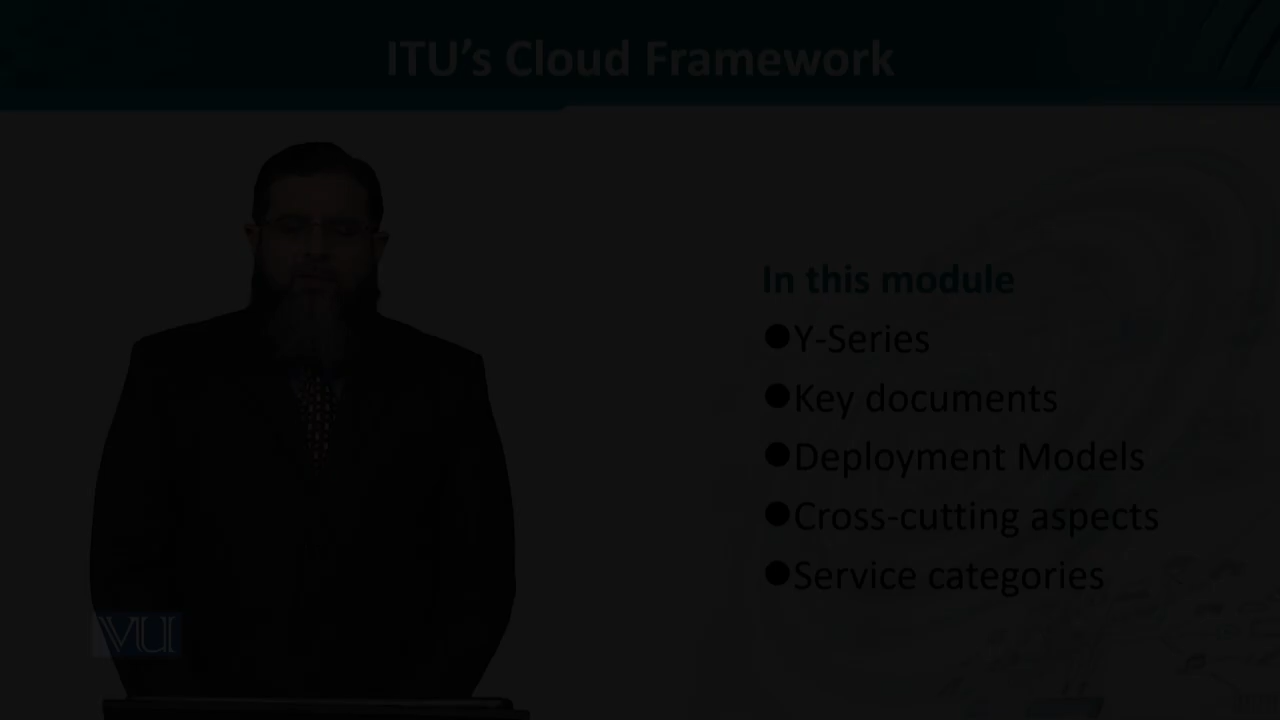 ITU's Cloud Framework
In this module
●Y-Series
●Key documents
●Deployment Models
●Cross-cutting aspects
●Service categories
VU